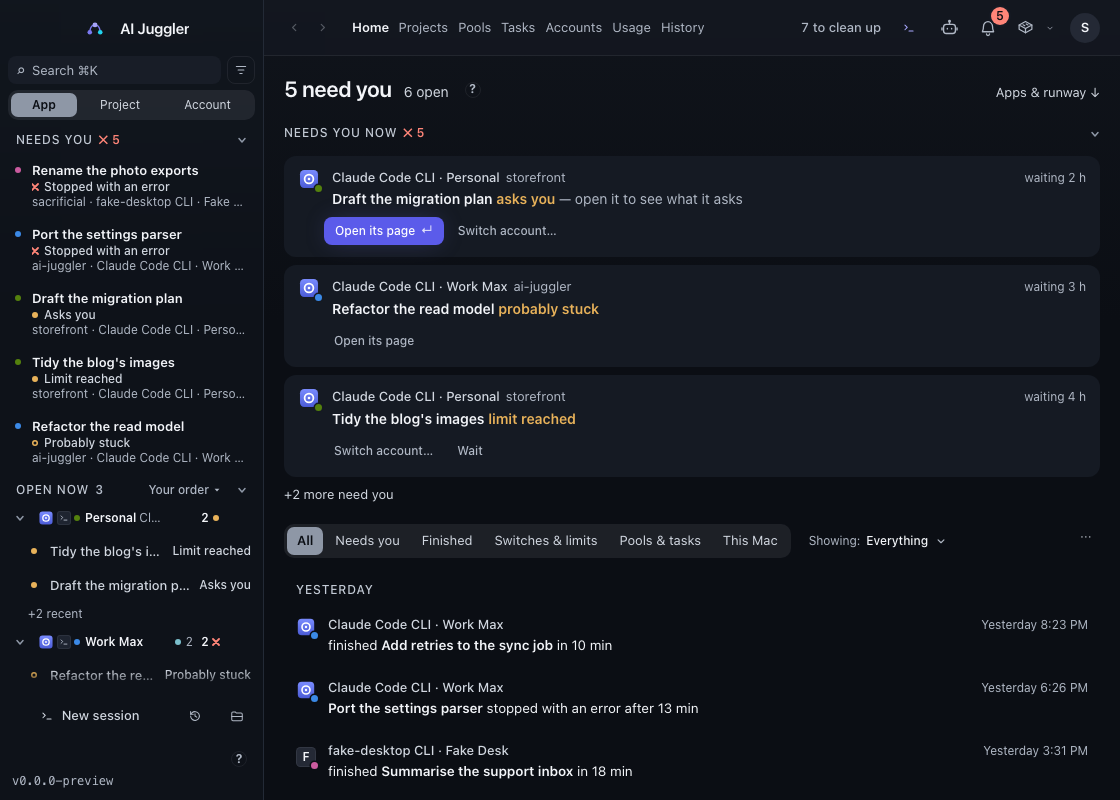 AI Juggler
Search ⌘K
App Project Account
NEEDS YOU ✕ 5
Rename the photo exports
Stopped with an error
sacrificial · fake-desktop CLI · Fake …
Port the settings parser
Stopped with an error
ai-juggler · Claude Code CLI · Work …
Draft the migration plan
Asks you
storefront · Claude Code CLI · Perso…
Tidy the blog's images
Limit reached
storefront · Claude Code CLI · Perso…
Refactor the read model
Probably stuck
ai-juggler · Claude Code CLI · Work …
OPEN NOW 3 Your order
Personal Cl… 2
Tidy the blog's i… Limit reached
Draft the migration p… Asks you
+2 recent
Work Max 2 2 ✕
Refactor the re… Probably stuck
New session
?
v0.0.0-preview
Home Projects Pools Tasks Accounts Usage History
7 to clean up
5
S
5 need you 6 open ?
Apps & runway ↓
NEEDS YOU NOW ✕ 5
Claude Code CLI · Personal storefront waiting 2 h
Draft the migration plan asks you — open it to see what it asks
Open its page ↵ Switch account…
Claude Code CLI · Work Max ai-juggler waiting 3 h
Refactor the read model probably stuck
Open its page
Claude Code CLI · Personal storefront waiting 4 h
Tidy the blog's images limit reached
Switch account… Wait
+2 more need you
All Needs you Finished Switches & limits Pools & tasks This Mac Showing: Everything …
YESTERDAY
Claude Code CLI · Work Max Yesterday 8:23 PM
finished Add retries to the sync job in 10 min
Claude Code CLI · Work Max Yesterday 6:26 PM
Port the settings parser stopped with an error after 13 min
F
fake-desktop CLI · Fake Desk Yesterday 3:31 PM
finished Summarise the support inbox in 18 min